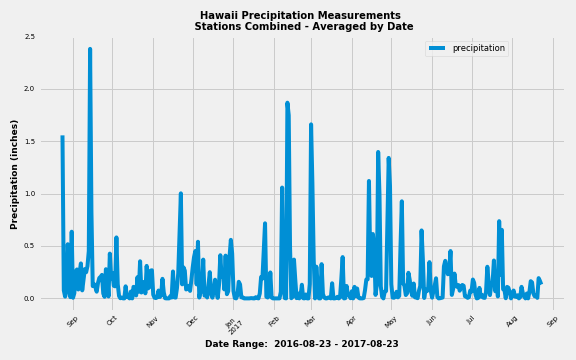 Hawaii Precipitation Measurements
Stations Combined - Averaged by Date
precipitation
Precipitation (inches)
2.5
2.0
1.5
1.0
0.5
0.0
Sep
Oct
Nov
Dec
Jan
2017
Feb
Mar
Apr
May
Jun
Jul
Aug
Sep
Date Range:  2016-08-23 - 2017-08-23